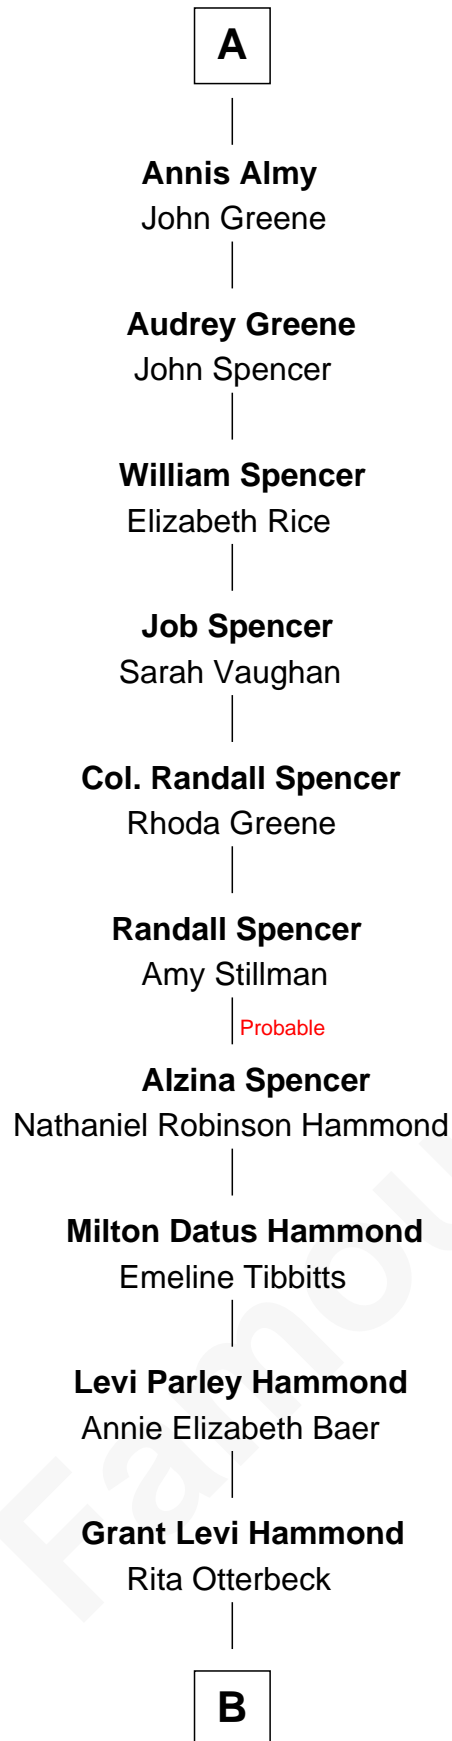 A
Annis Almy
John Greene
Audrey Greene
John Spencer
William Spencer
Elizabeth Rice
Job Spencer
Sarah Vaughan
Col. Randall Spencer
Rhoda Greene
Randall Spencer
Amy Stillman
Probable
Alzina Spencer
Nathaniel Robinson Hammond
Milton Datus Hammond
Emeline Tibbitts
Levi Parley Hammond
Annie Elizabeth Baer
Grant Levi Hammond
Rita Otterbeck
B